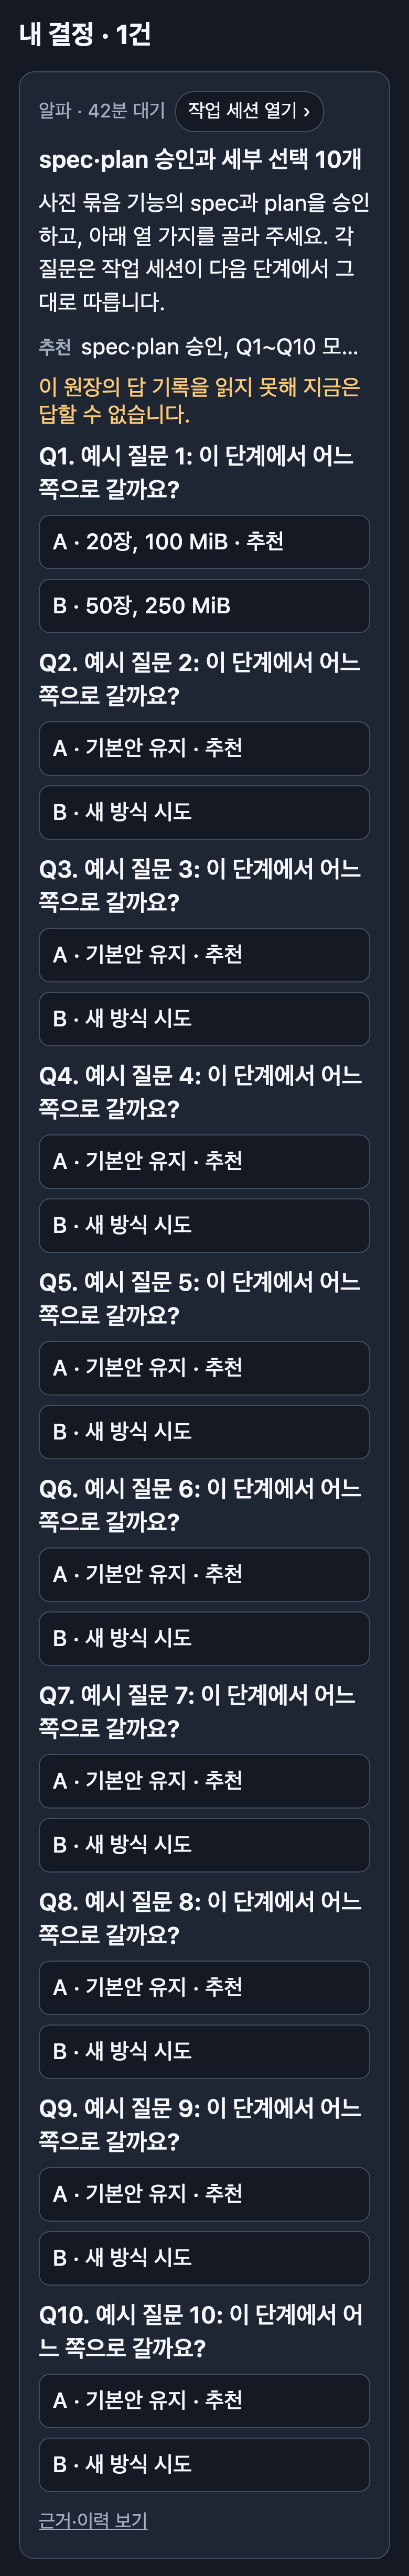 내 결정 · 1건
알파 · 42분 대기 작업 세션 열기 ›
spec·plan 승인과 세부 선택 10개
사진 묶음 기능의 spec과 plan을 승인
하고, 아래 열 가지를 골라 주세요. 각
질문은 작업 세션이 다음 단계에서 그
대로 따릅니다.
추천 spec·plan 승인, Q1~Q10 모...
이 원장의 답 기록을 읽지 못해 지금은
답할 수 없습니다.
Q1. 예시 질문 1: 이 단계에서 어느
쪽으로 갈까요?
A · 20장, 100 MiB · 추천
B · 50장, 250 MiB
Q2. 예시 질문 2: 이 단계에서 어느
쪽으로 갈까요?
A · 기본안 유지 · 추천
B · 새 방식 시도
Q3. 예시 질문 3: 이 단계에서 어느
쪽으로 갈까요?
A · 기본안 유지 · 추천
B · 새 방식 시도
Q4. 예시 질문 4: 이 단계에서 어느
쪽으로 갈까요?
A · 기본안 유지 · 추천
B · 새 방식 시도
Q5. 예시 질문 5: 이 단계에서 어느
쪽으로 갈까요?
A · 기본안 유지 · 추천
B · 새 방식 시도
Q6. 예시 질문 6: 이 단계에서 어느
쪽으로 갈까요?
A · 기본안 유지 · 추천
B · 새 방식 시도
Q7. 예시 질문 7: 이 단계에서 어느
쪽으로 갈까요?
A · 기본안 유지 · 추천
B · 새 방식 시도
Q8. 예시 질문 8: 이 단계에서 어느
쪽으로 갈까요?
A · 기본안 유지 · 추천
B · 새 방식 시도
Q9. 예시 질문 9: 이 단계에서 어느
쪽으로 갈까요?
A · 기본안 유지 · 추천
B · 새 방식 시도
Q10. 예시 질문 10: 이 단계에서 어
느 쪽으로 갈까요?
A · 기본안 유지 · 추천
B · 새 방식 시도
근거·이력 보기